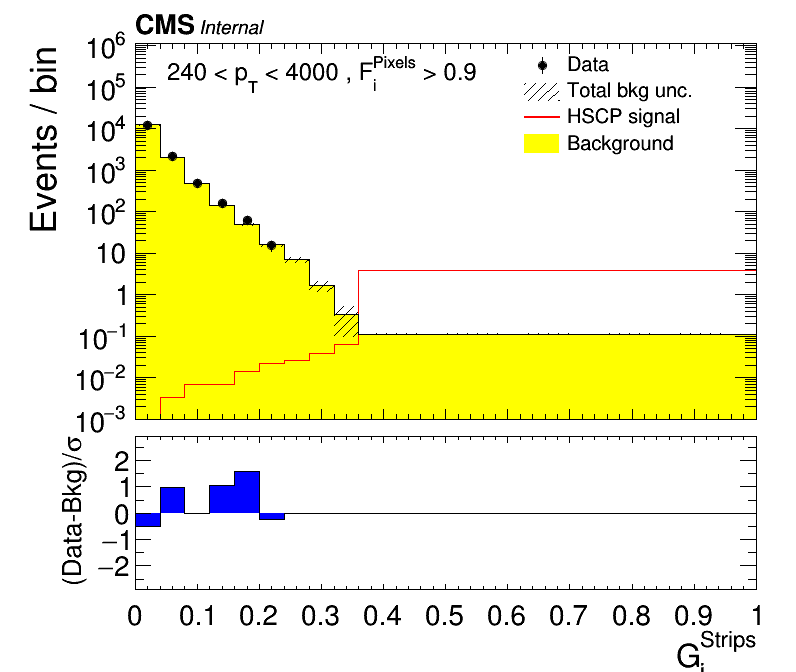 CMS Internal
240 < p_T < 4000 , F_i^Pixels > 0.9
Data
Total bkg unc.
HSCP signal
Background
Events / bin
10^6
10^5
10^4
10^3
10^2
10
1
10^−1
10^−2
10^−3
(Data-Bkg)/σ
2
1
0
−1
−2
0 0.1 0.2 0.3 0.4 0.5 0.6 0.7 0.8 0.9 1
G_i^Strips